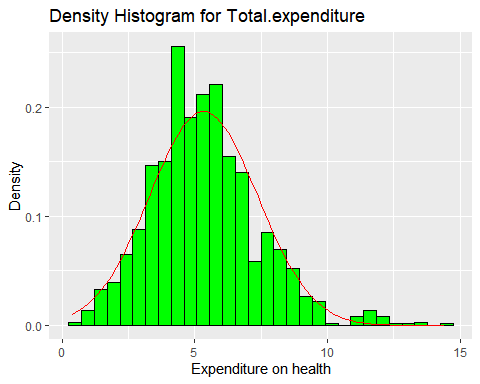 Density Histogram for Total.expenditure
Density
0.2
0.1
0.0
0 5 10 15
Expenditure on health